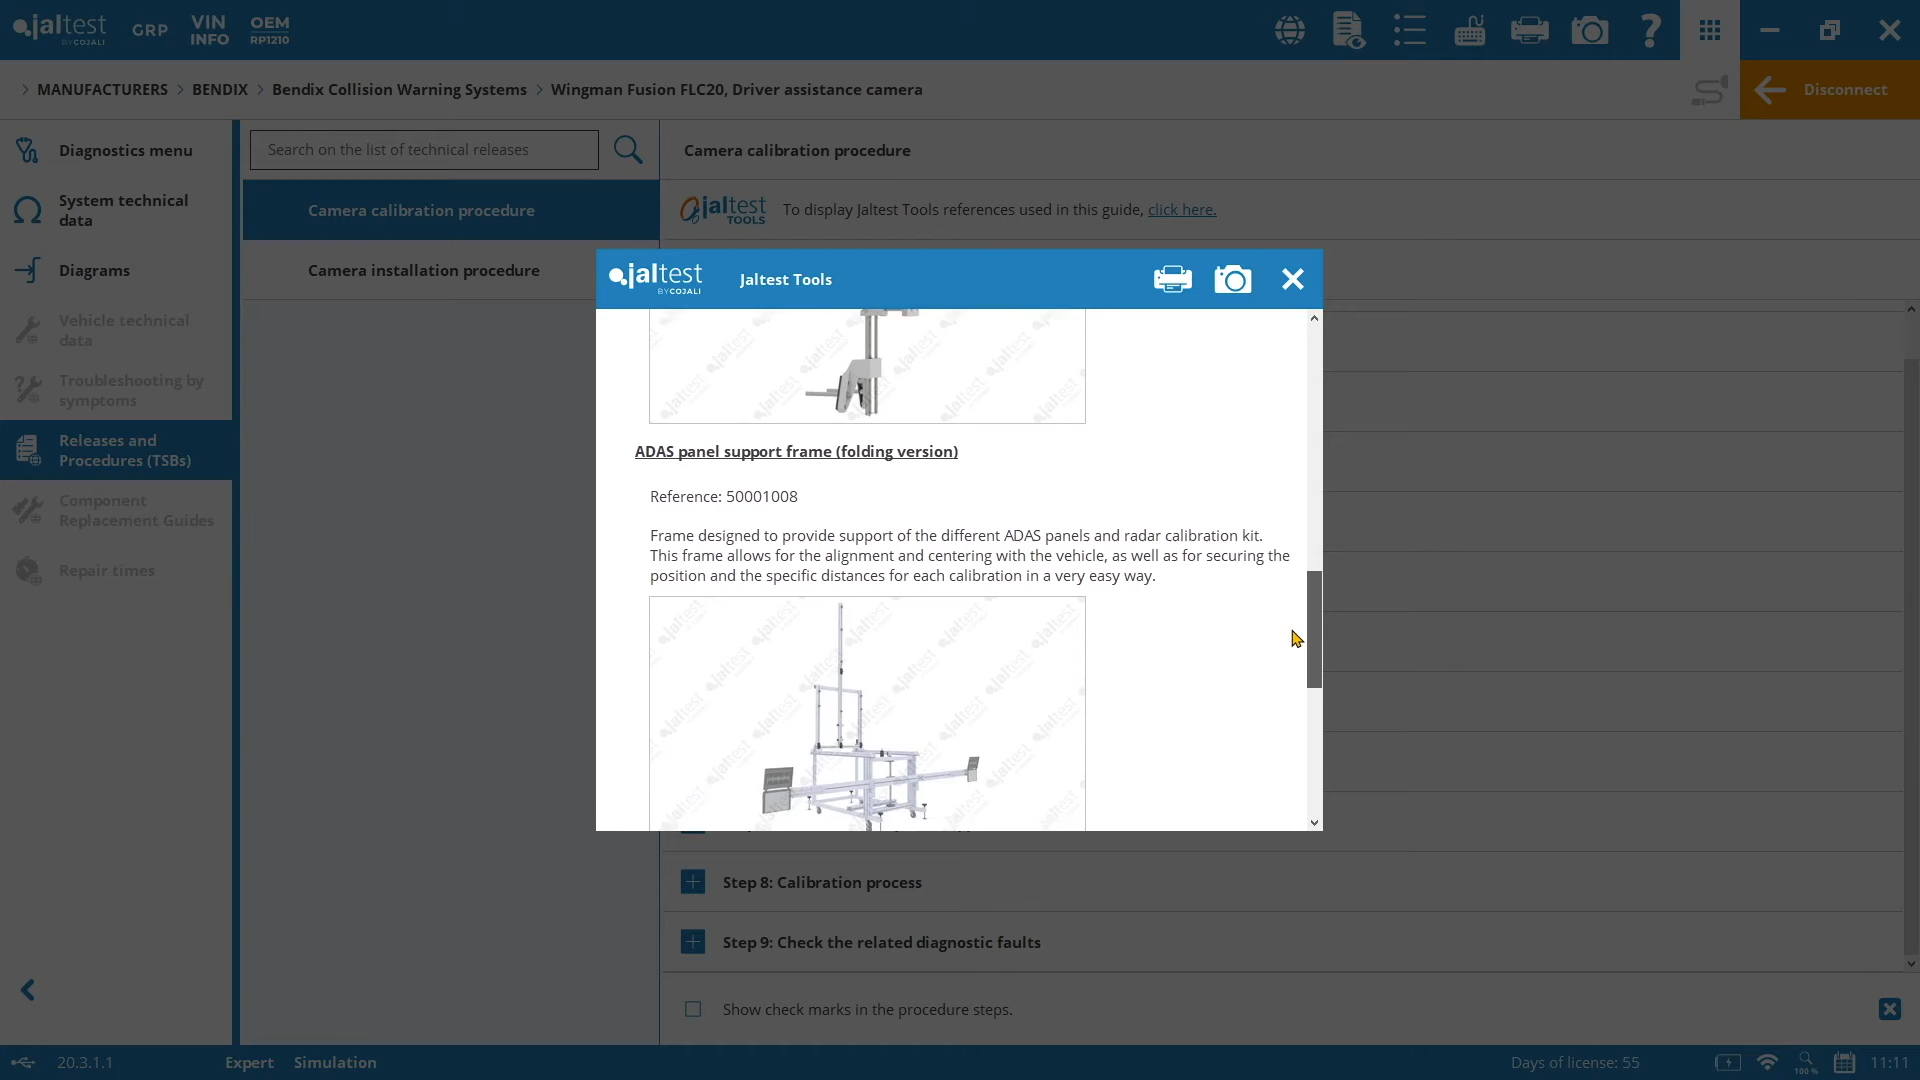 jaltest
BY COJALI
GRP
VIN
INFO
OEM
RP1210
MANUFACTURERS > BENDIX > Bendix Collision Warning Systems > Wingman Fusion FLC20, Driver assistance camera
Disconnect
Diagnostics menu
System technical
data
Diagrams
Vehicle technical
data
Troubleshooting by
symptoms
Releases and
Procedures (TSBs)
Component
Replacement Guides
Repair times
Search on the list of technical releases
Camera calibration procedure
Camera installation procedure
Camera calibration procedure
jaltest
TOOLS
To display Jaltest Tools references used in this guide, click here.
jaltest
BY COJALI
Jaltest Tools
ADAS panel support frame (folding version)
Reference: 50001008
Frame designed to provide support of the different ADAS panels and radar calibration kit.
This frame allows for the alignment and centering with the vehicle, as well as for securing the
position and the specific distances for each calibration in a very easy way.
Step 8: Calibration process
Step 9: Check the related diagnostic faults
Show check marks in the procedure steps.
20.3.1.1
Expert
Simulation
Days of license: 55
100 %
11:11